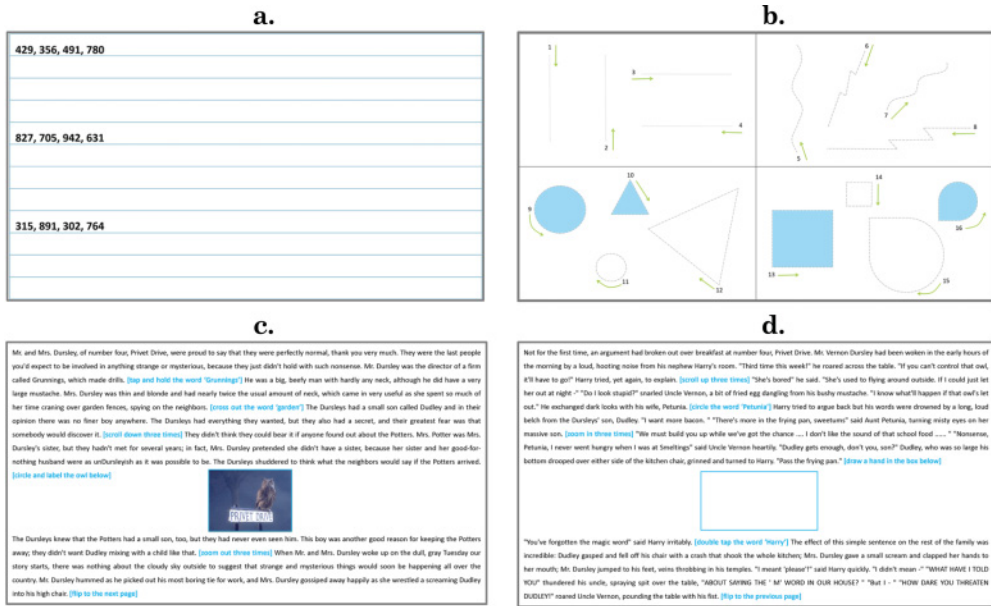 a.
b.
429, 356, 491, 780
827, 705, 942, 631
315, 891, 302, 764
1
2
3
4
5
6
7
8
9
10
11
12
13
14
15
16
c.
d.
Mr. and Mrs. Dursley, of number four, Privet Drive, were proud to say that they were perfectly normal, thank you very much. They were the last people
you'd expect to be involved in anything strange or mysterious, because they just didn't hold with such nonsense. Mr. Dursley was the director of a firm
called Grunnings, which made drills. [tap and hold the word 'Grunnings'] He was a big, beefy man with hardly any neck, although he did have a very
large mustache. Mrs. Dursley was thin and blonde and had nearly twice the usual amount of neck, which came in very useful as she spent so much of
her time craning over garden fences, spying on the neighbors. [cross out the word 'garden'] The Dursleys had a small son called Dudley and in their
opinion there was no finer boy anywhere. The Dursleys had everything they wanted, but they also had a secret, and their greatest fear was that
somebody would discover it. [scroll down three times] They didn't think they could bear it if anyone found out about the Potters. Mrs. Potter was Mrs.
Dursley's sister, but they hadn't met for several years; in fact, Mrs. Dursley pretended she didn't have a sister, because her sister and her good-for-
nothing husband were as unDursleyish as it was possible to be. The Dursleys shuddered to think what the neighbors would say if the Potters arrived.
[circle and label the owl below]
PRIVET DRIVE
The Dursleys knew that the Potters had a small son, too, but they had never even seen him. This boy was another good reason for keeping the Potters
away; they didn't want Dudley mixing with a child like that. [zoom out three times] When Mr. and Mrs. Dursley woke up on the dull, gray Tuesday our
story starts, there was nothing about the cloudy sky outside to suggest that strange and mysterious things would soon be happening all over the
country. Mr. Dursley hummed as he picked out his most boring tie for work, and Mrs. Dursley gossiped away happily as she wrestled a screaming Dudley
into his high chair. [flip to the next page]
Not for the first time, an argument had broken out over breakfast at number four, Privet Drive. Mr. Vernon Dursley had been woken in the early hours of
the morning by a loud, hooting noise from his nephew Harry's room. "Third time this week!" he roared across the table. "If you can't control that owl,
it'll have to go!" Harry tried, yet again, to explain. [scroll up three times] "She's bored" he said. "She's used to flying around outside. If I could just let
her out at night -" "Do I look stupid?" snarled Uncle Vernon, a bit of fried egg dangling from his bushy mustache. "I know what'll happen if that owl's let
out." He exchanged dark looks with his wife, Petunia. [circle the word 'Petunia'] Harry tried to argue back but his words were drowned by a long, loud
belch from the Dursleys' son, Dudley. "I want more bacon. " "There's more in the frying pan, sweetums" said Aunt Petunia, turning misty eyes on her
massive son. [zoom in three times] "We must build you up while we've got the chance .... I don't like the sound of that school food ..... " "Nonsense,
Petunia, I never went hungry when I was at Smeltings" said Uncle Vernon heartily. "Dudley gets enough, don't you, son?" Dudley, who was so large his
bottom drooped over either side of the kitchen chair, grinned and turned to Harry. "Pass the frying pan." [draw a hand in the box below]
"You've forgotten the magic word" said Harry irritably. [double tap the word 'Harry'] The effect of this simple sentence on the rest of the family was
incredible: Dudley gasped and fell off his chair with a crash that shook the whole kitchen; Mrs. Dursley gave a small scream and clapped her hands to
her mouth; Mr. Dursley jumped to his feet, veins throbbing in his temples. "I meant 'please'!" said Harry quickly. "I didn't mean -" "WHAT HAVE I TOLD
YOU" thundered his uncle, spraying spit over the table, "ABOUT SAYING THE ' M' WORD IN OUR HOUSE? " "But I - " "HOW DARE YOU THREATEN
DUDLEY!" roared Uncle Vernon, pounding the table with his fist. [flip to the previous page]